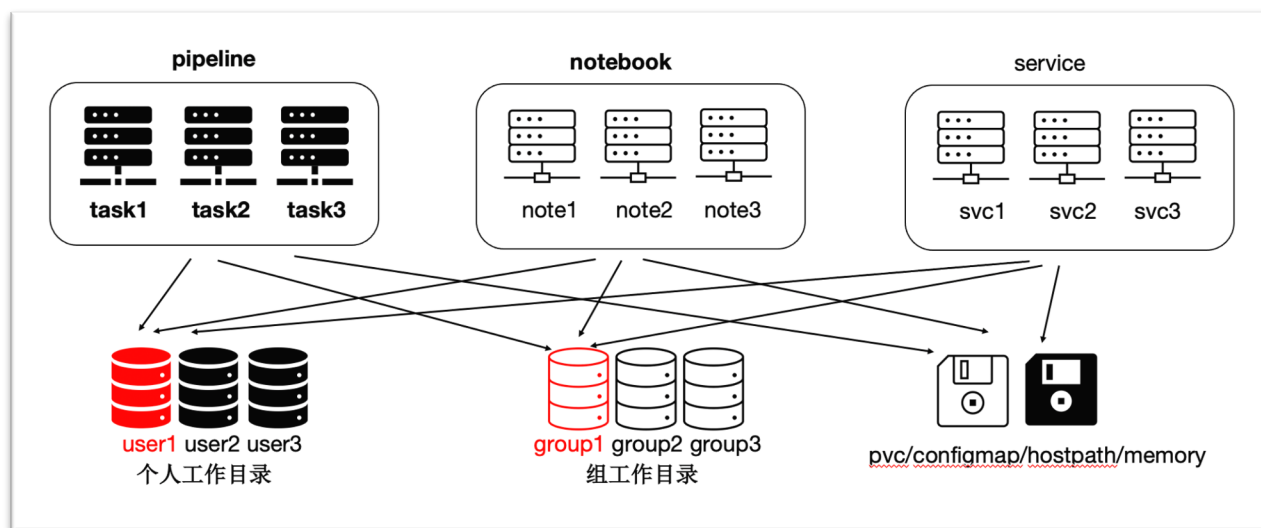 pipeline
notebook
service
task1
task2
task3
note1
note2
note3
svc1
svc2
svc3
user1 user2 user3
个人工作目录
group1 group2 group3
组工作目录
pvc/configmap/hostpath/memory